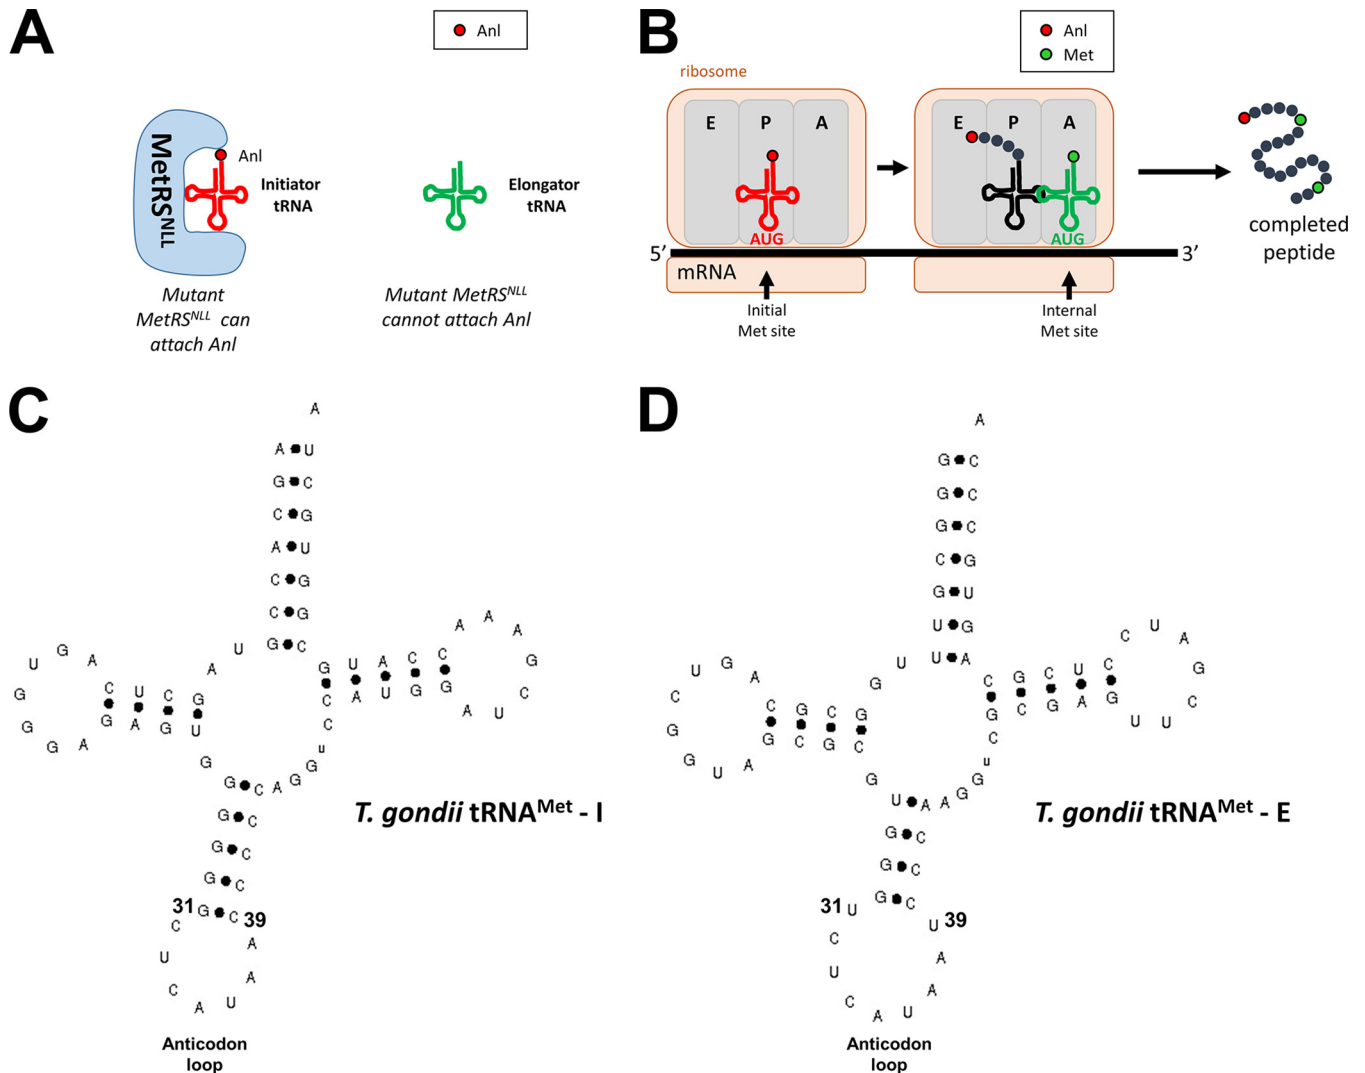 A
Anl
MetRS^NLL
Anl
Initiator
tRNA
Elongator
tRNA
Mutant
MetRS^NLL can
attach Anl
Mutant MetRS^NLL
cannot attach Anl
B
Anl
Met
ribosome
E P A
E P A
AUG
AUG
5′
3′
mRNA
Initial
Met site
Internal
Met site
completed
peptide
C
A
A U
G C
C G
A U
C G
C G
G C
U
A
A G U
G G G A
C U C G
G A G U
G
G U A C C
A A A G C U A
G G U A C
C
u
G G A
G C
G C
G C
G C
31 G C 39
C A
U A
C A U
T. gondii tRNA^Met - I
Anticodon
loop
D
A
G C
G C
G C
C G
G U
U G
U A
U
G
A G U
C G G U A
C G C G
G C G C
G
C G C U C
C U A G C U U
G A G C G
C
u
G G A
U A
G C
G C
G C
31 U U 39
C A
U A
C A U
T. gondii tRNA^Met - E
Anticodon
loop